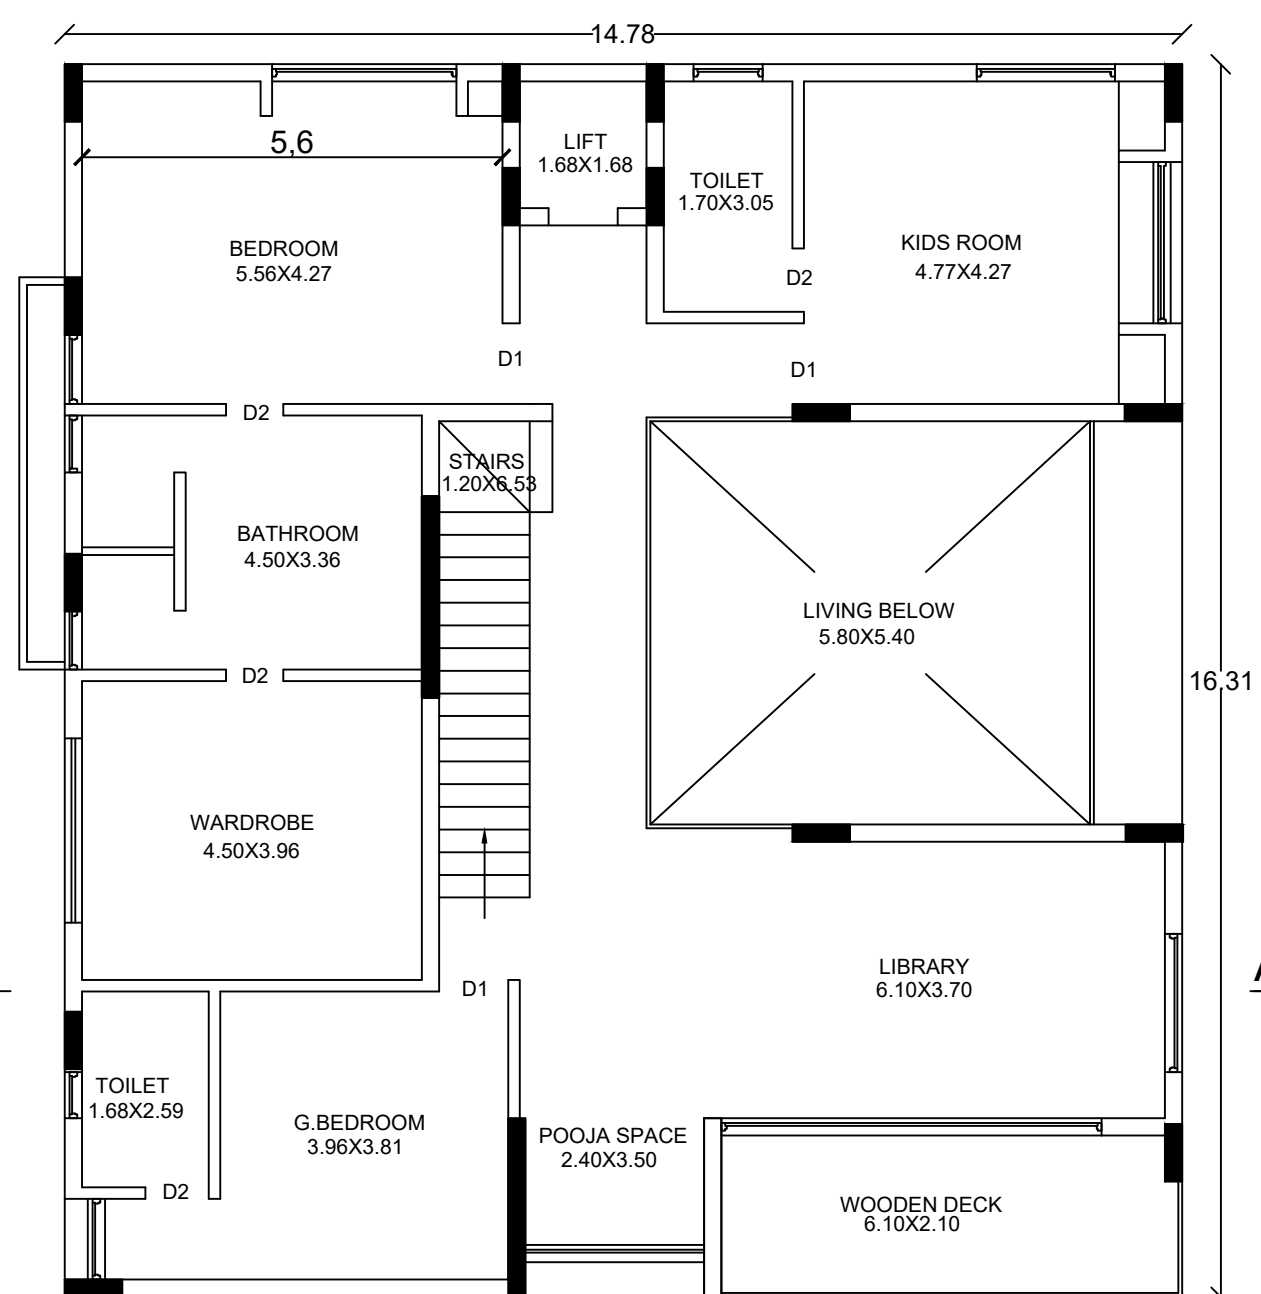 14.78
5,6
LIFT
1.68X1.68
TOILET
1.70X3.05
KIDS ROOM
4.77X4.27
BEDROOM
5.56X4.27
D2
D1
D1
D2
STAIRS
1.20X6.53
BATHROOM
4.50X3.36
LIVING BELOW
5.80X5.40
D2
16,31
WARDROBE
4.50X3.96
LIBRARY
6.10X3.70
D1
TOILET
1.68X2.59
G.BEDROOM
3.96X3.81
POOJA SPACE
2.40X3.50
D2
WOODEN DECK
6.10X2.10